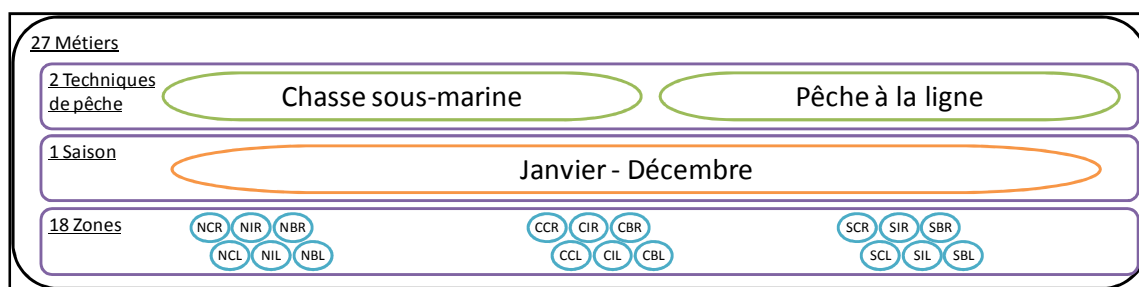 27 Métiers
2 Techniques
de pêche
Chasse sous-marine
Pêche à la ligne
1 Saison
Janvier - Décembre
18 Zones
NCR NIR NBR
NCL NIL NBL
CCR CIR CBR
CCL CIL CBL
SCR SIR SBR
SCL SIL SBL